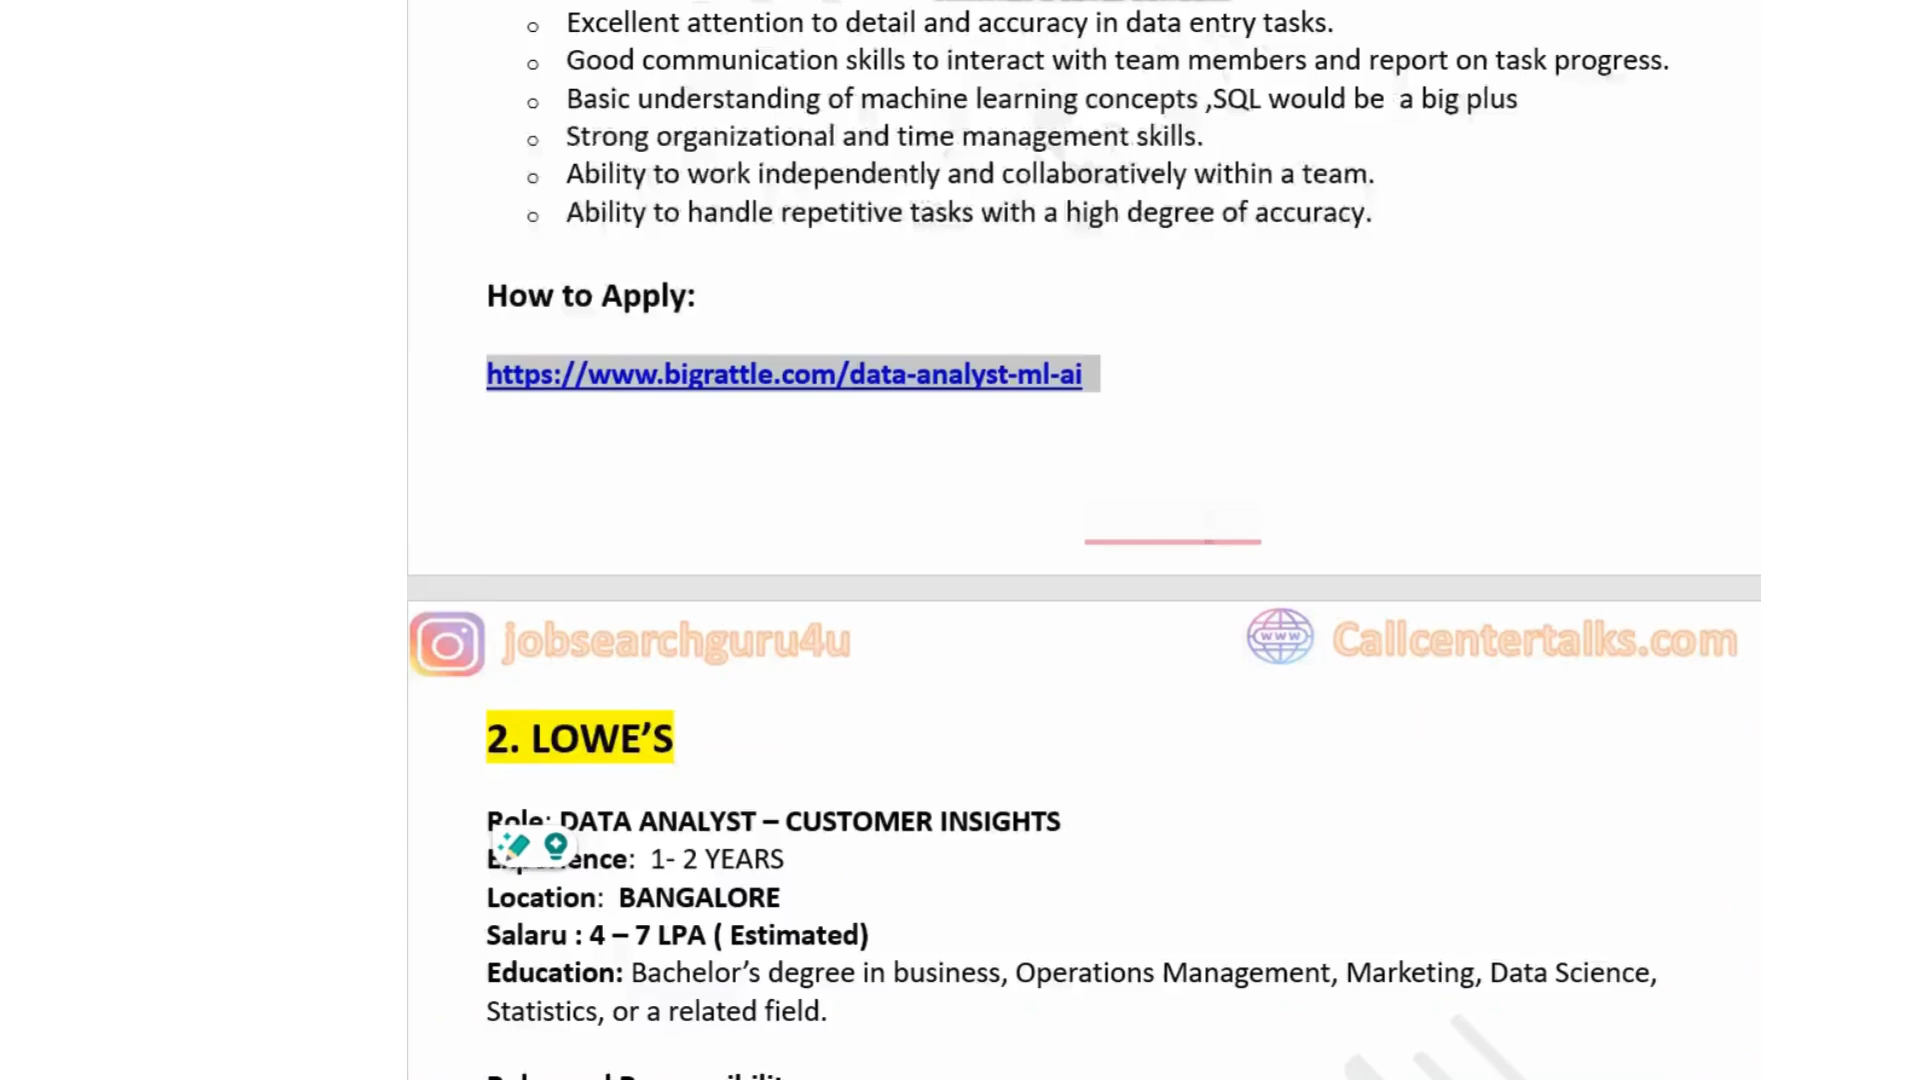 o Excellent attention to detail and accuracy in data entry tasks.
o Good communication skills to interact with team members and report on task progress.
o Basic understanding of machine learning concepts ,SQL would be a big plus
o Strong organizational and time management skills.
o Ability to work independently and collaboratively within a team.
o Ability to handle repetitive tasks with a high degree of accuracy.
How to Apply:
https://www.bigrattle.com/data-analyst-ml-ai
jobsearchguru4u
www Callcentertalks.com
2. LOWE’S
Role: DATA ANALYST – CUSTOMER INSIGHTS
1- 2 YEARS
Location: BANGALORE
Salaru : 4 – 7 LPA ( Estimated)
Education: Bachelor’s degree in business, Operations Management, Marketing, Data Science,
Statistics, or a related field.